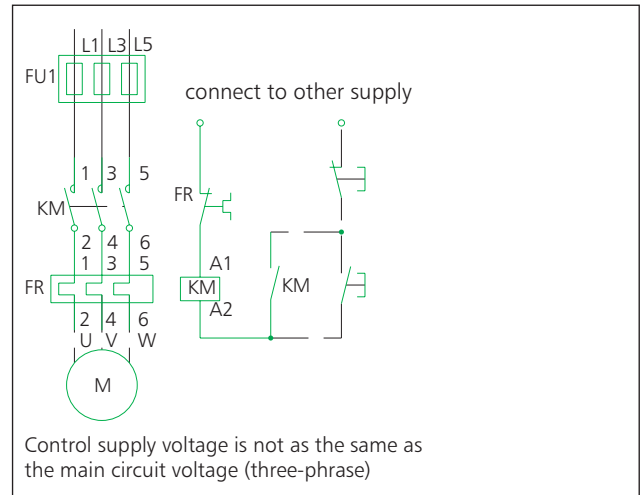 L1 L3 L5
FU1
connect to other supply
1 3 5
KM
FR
2 4 6
1 3 5
FR
A1
KM
KM
A2
2 4 6
U V W
M
Control supply voltage is not as the same as
the main circuit voltage (three-phrase)